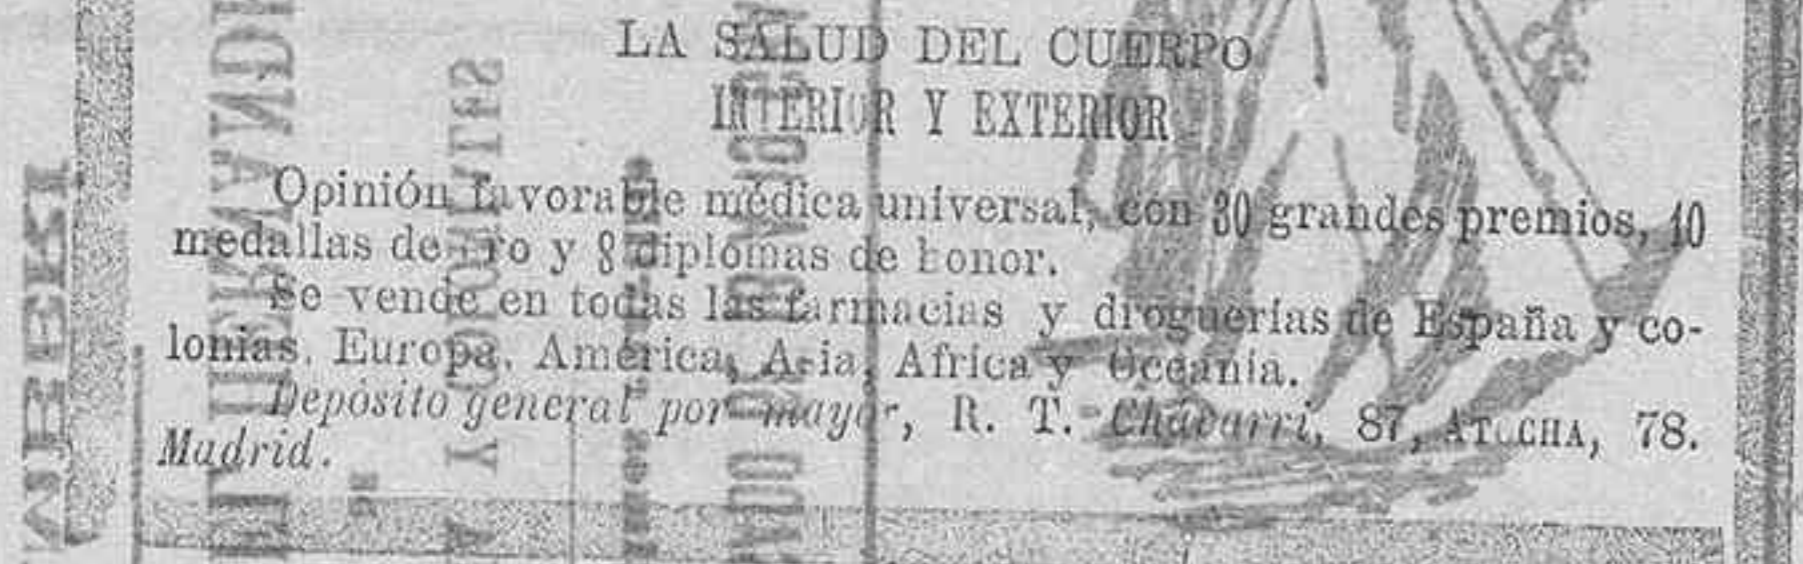 LA SALUD DEL CUERPO
INTERIOR Y EXTERIOR
Opinión favorable médica universal, con 30 grandes premios, 10
medallas de oro y 8 diplomas de honor.
Se vende en todas las farmacias y droguerías de España y co-
lonias, Europa, América, Asia, Africa y Oceanía.
Depósito general por mayor, R. T. Chávarri, 87, ATOCHA, 78.
Madrid.